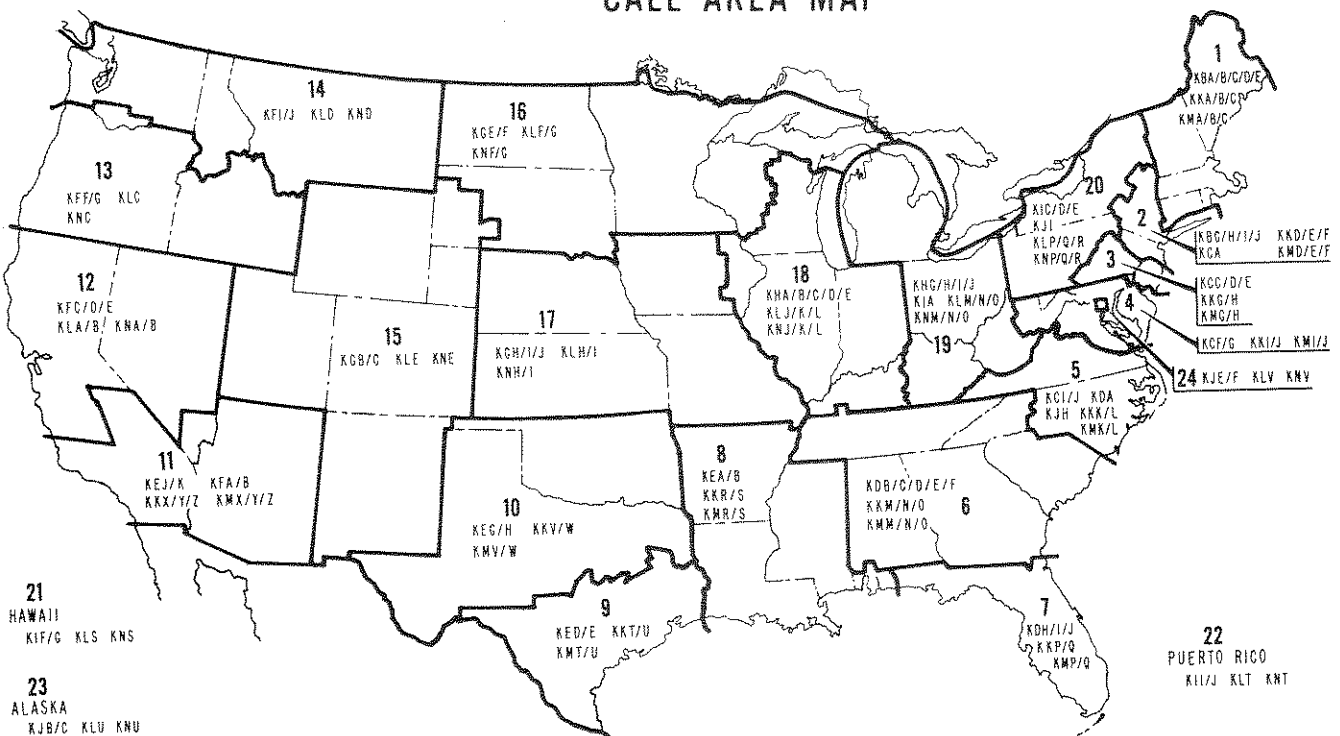 CALL AREA MAP
1
KBA/B/C/D/E
KKA/B/C
KMA/B/C
14
KFI/J KLD KND
16
KGE/F KLF/G
KNF/G
13
KFF/G KLC
KNC
20
KIC/D/E
KJI
KLP/Q/R
KNP/Q/R
2
KBG/H/I/J KKD/E/F
KCA KMD/E/F
3
KCC/D/E
KKG/H
KMG/H
4
KCF/G KKI/J KMI/J
24 KJE/F KLV KNV
12
KFC/D/E
KLA/B KNA/B
18
KHA/B/C/D/E
KLJ/K/L
KNJ/K/L
KHG/H/I/J
KIA KLM/N/O
KNM/N/O
19
15
KGB/C KLE KNE
17
KGH/I/J KLH/I
KNH/I
5
KCI/J KDA
KJH KKK/L
KMK/L
11
KEJ/K KFA/B
KKX/Y/Z KMX/Y/Z
10
KEG/H KKV/W
KMV/W
8
KEA/B
KKR/S
KMR/S
KDB/C/D/E/F
KKM/N/O
KMM/N/O
6
21
HAWAII
KIF/G KLS KNS
9
KED/E KKT/U
KMT/U
7
KDH/I/J
KKP/Q
KMP/Q
22
PUERTO RICO
KII/J KLT KNT
23
ALASKA
KJB/C KLU KNU